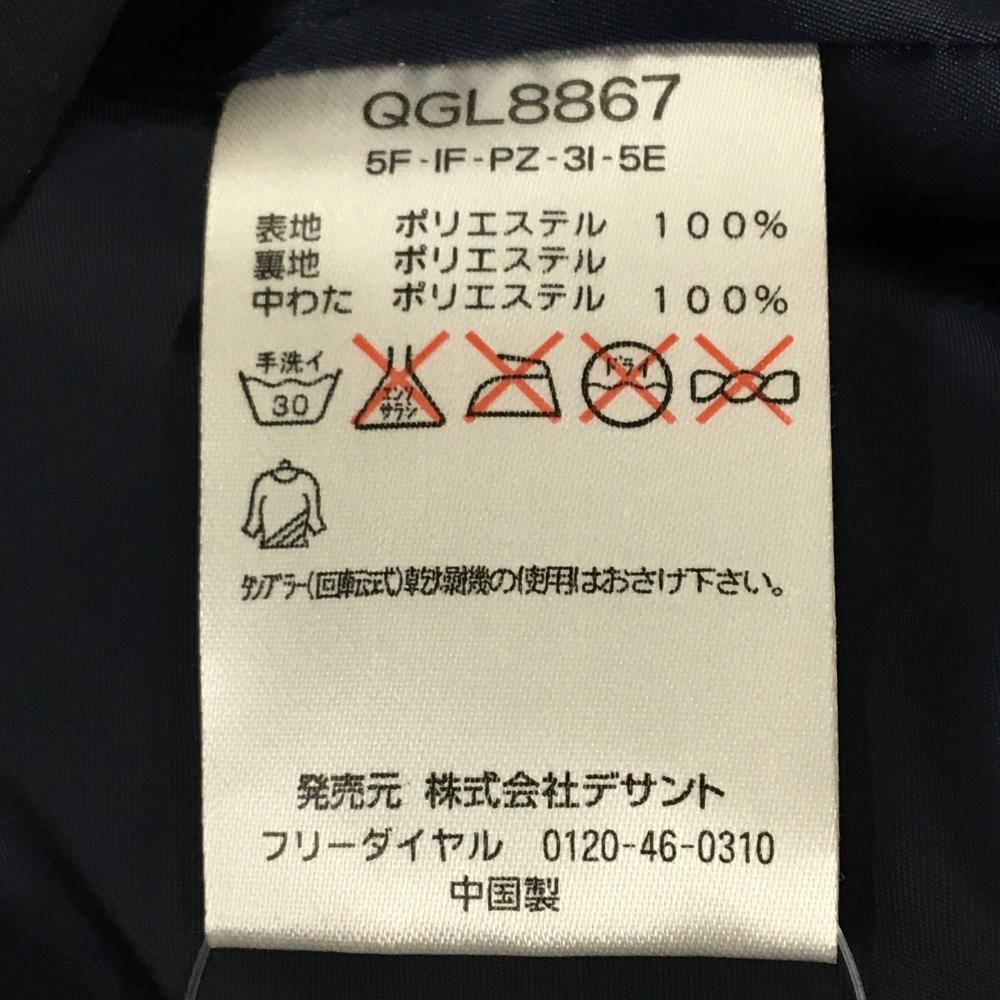 QGL8867
5F-IF-PZ-3I-5E
表地 ポリエステル 100%
裏地 ポリエステル
中わた ポリエステル 100%
手洗イ 30 エンソ サラシ ドライ
タンブラー(回転式)乾燥機の使用はおさけ下さい。
発売元 株式会社デサント
フリーダイヤル 0120-46-0310
中国製